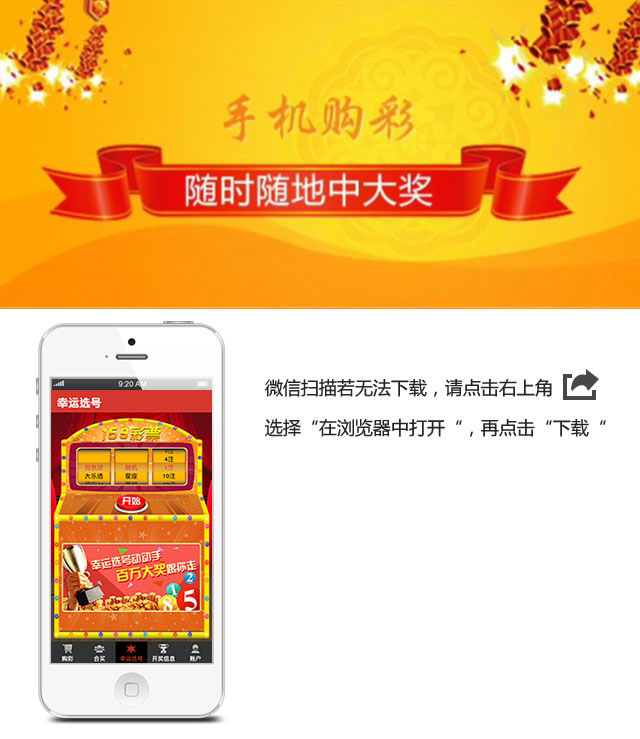 手机购彩
随时随地中大奖
微信扫描若无法下载，请点击右上角
选择“在浏览器中打开“，再点击“下载“
9:20 AM
幸运选号
159彩票
4注
双色球 随机 5注
大乐透 星座 10注
开始
幸运选号动动手
百万大奖跟你走
2
1
8 5
购彩 合买 幸运选号 开奖信息 账户